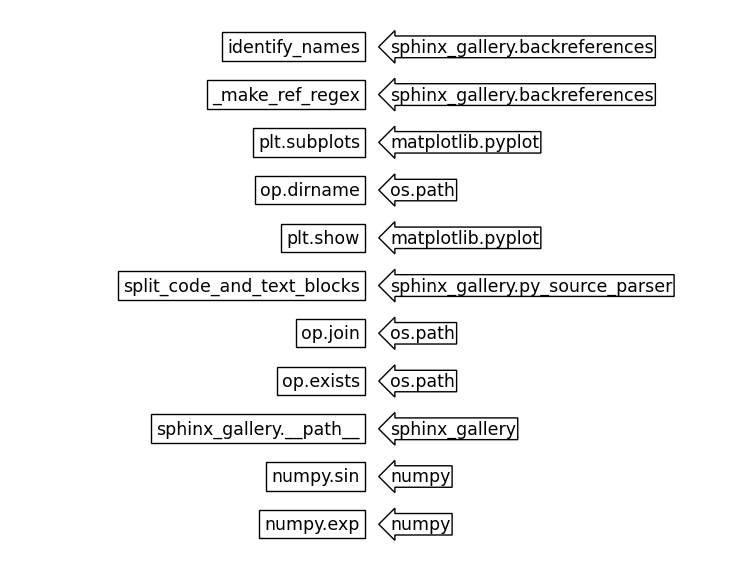 identify_names sphinx_gallery.backreferences
_make_ref_regex sphinx_gallery.backreferences
plt.subplots matplotlib.pyplot
op.dirname os.path
plt.show matplotlib.pyplot
split_code_and_text_blocks sphinx_gallery.py_source_parser
op.join os.path
op.exists os.path
sphinx_gallery.__path__ sphinx_gallery
numpy.sin numpy
numpy.exp numpy